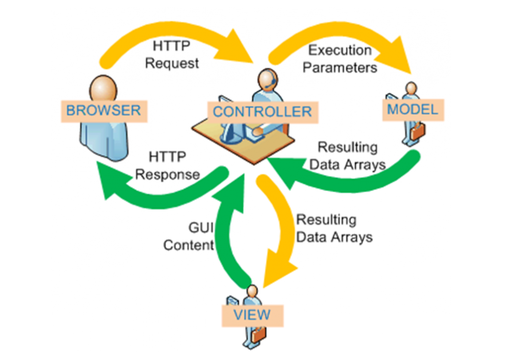 HTTP
Request
Execution
Parameters
BROWSER
CONTROLLER
MODEL
HTTP
Response
Resulting
Data Arrays
GUI
Content
Resulting
Data Arrays
VIEW